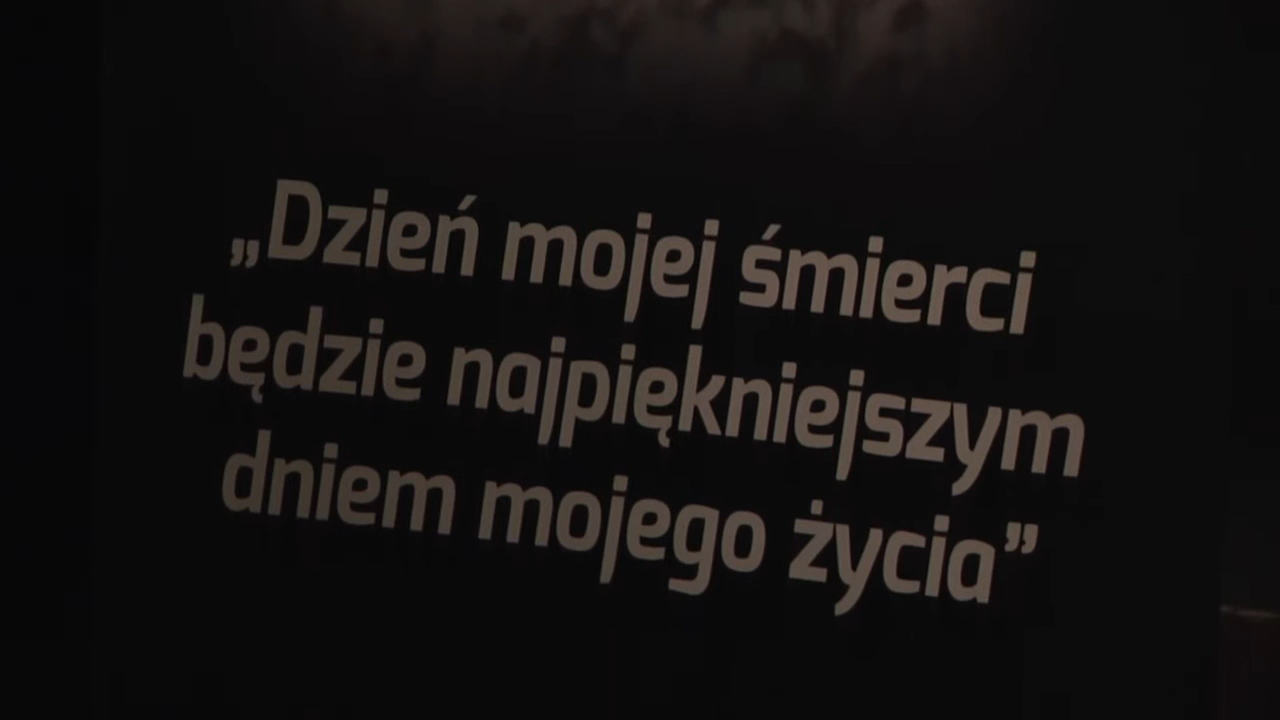 „Dzień mojej śmierci
będzie najpiękniejszym
dniem mojego życia”